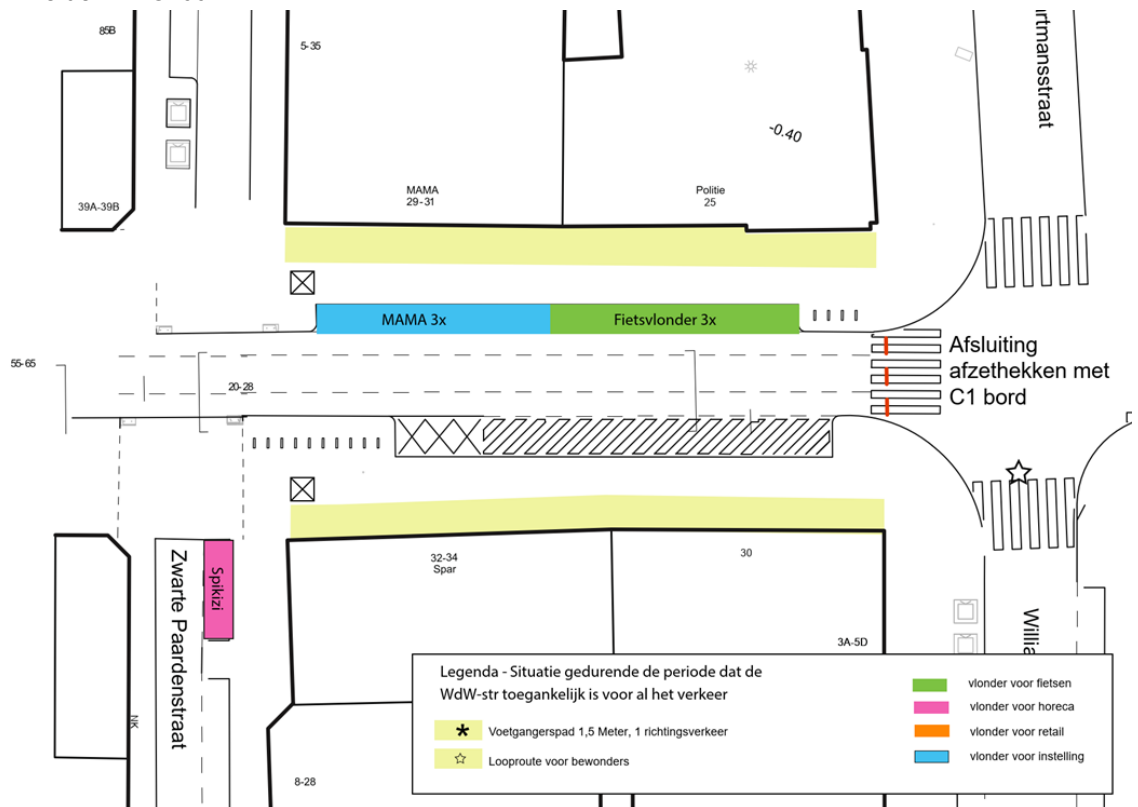 85B
5-35
rtmansstraat
-0.40
39A-39B
MAMA
29-31
Politie
25
MAMA 3x
Fietsvlonder 3x
Afsluiting
afzethekken met
C1 bord
55-65
20-28
Zwarte Paardenstraat
Spikizi
32-34
Spar
30
3A-5D
Willia
NK
8-28
Legenda - Situatie gedurende de periode dat de
WdW-str toegankelijk is voor al het verkeer
Voetgangerspad 1,5 Meter, 1 richtingsverkeer
Looproute voor bewonders
vlonder voor fietsen
vlonder voor horeca
vlonder voor retail
vlonder voor instelling